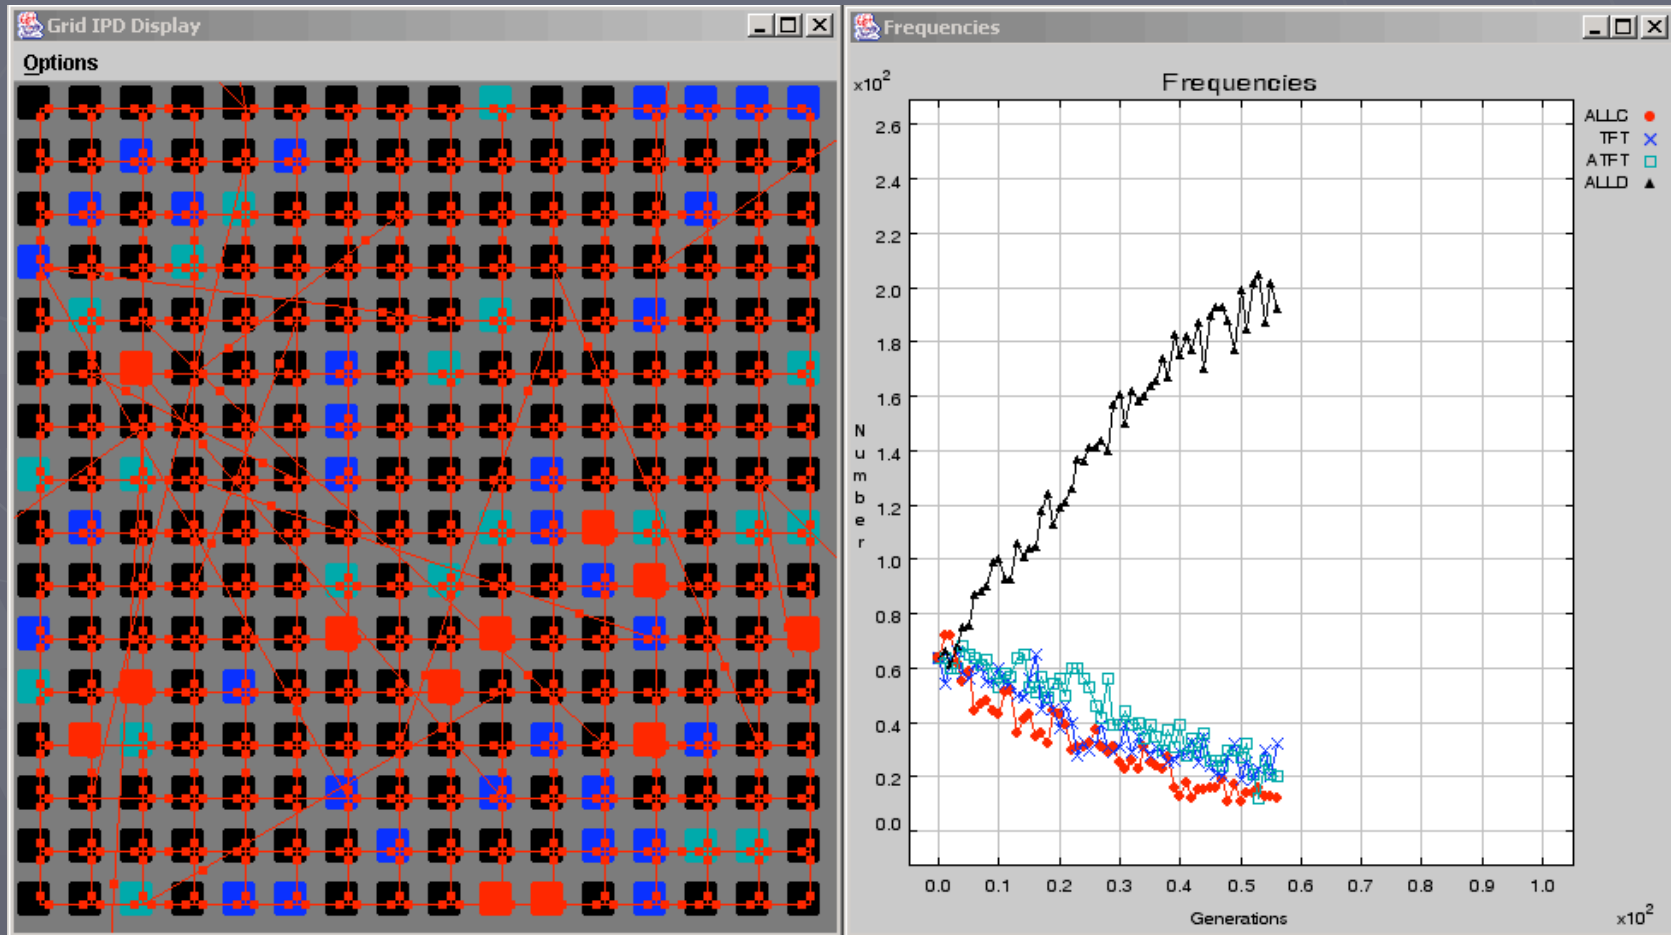 Grid IPD Display
Options
Frequencies
Frequencies
x10²
2.6
2.4
2.2
2.0
1.8
1.6
1.4
1.2
1.0
0.8
0.6
0.4
0.2
0.0
Number
ALLC
TFT
ATFT
ALLD
0.0 0.1 0.2 0.3 0.4 0.5 0.6 0.7 0.8 0.9 1.0
Generations
x10²